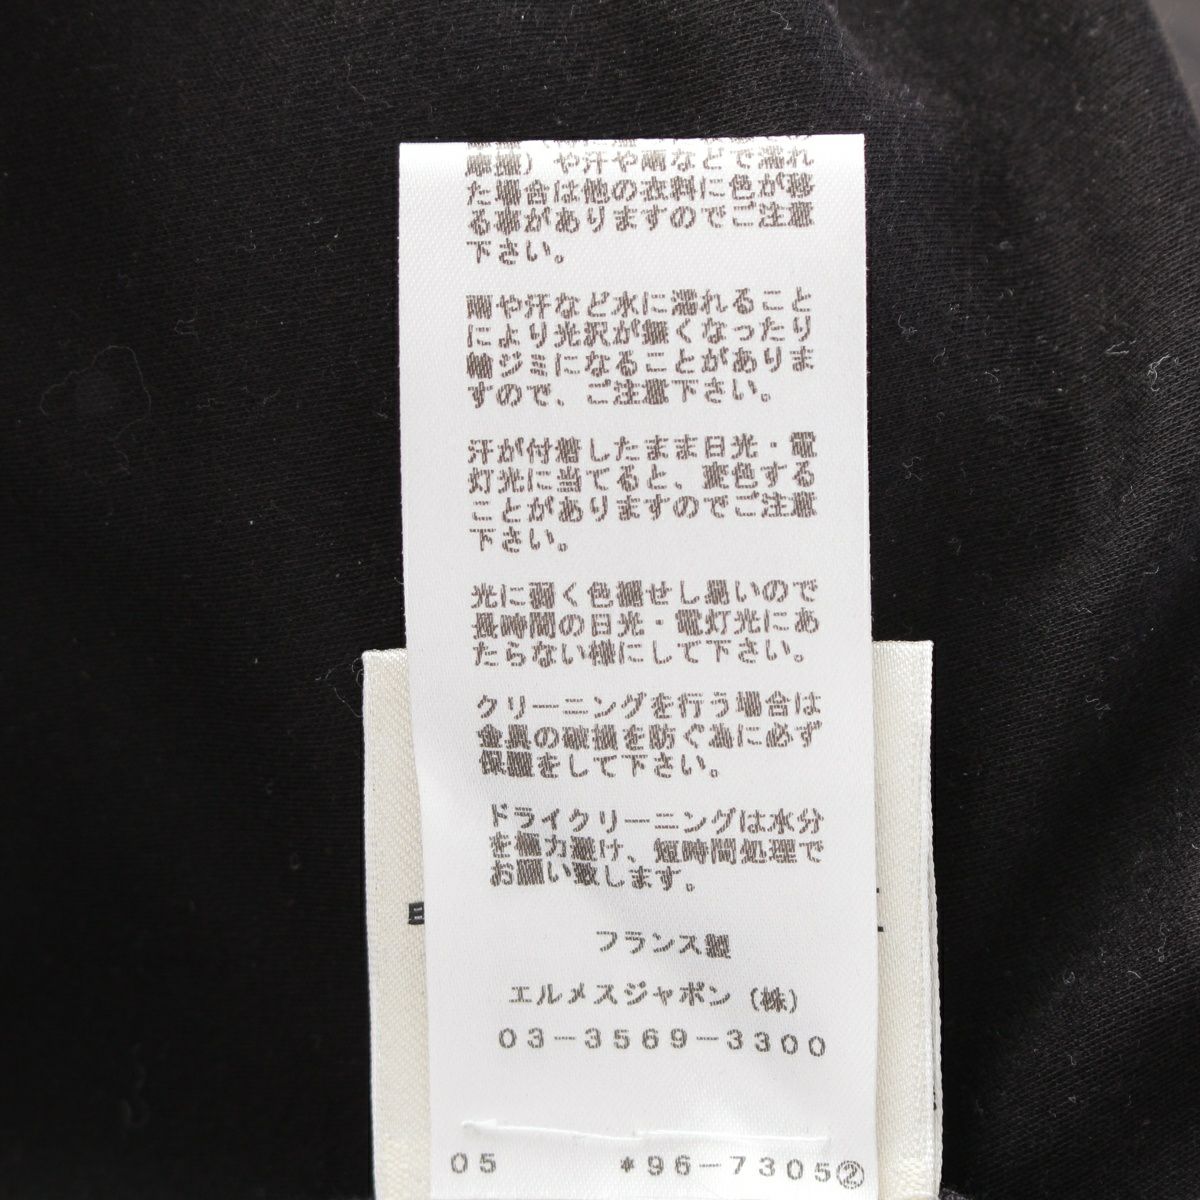 摩擦）や汗や雨などで濡れ
た場合は他の衣料に色が移
る事がありますのでご注意
下さい。
雨や汗など水に濡れること
により光沢が無くなったり
輪ジミになることがありま
すので、ご注意下さい。
汗が付着したまま日光・電
灯光に当てると、変色する
ことがありますのでご注意
下さい。
光に弱く色褪せし易いので
長時間の日光・電灯光にあ
たらない様にして下さい。
クリーニングを行う場合は
金具の破損を防ぐ為に必ず
保護をして下さい。
ドライクリーニングは水分
を極力避け、短時間処理で
お願い致します。
フランス製
エルメスジャポン（株）
03－3569－3300
05 *96－7305②